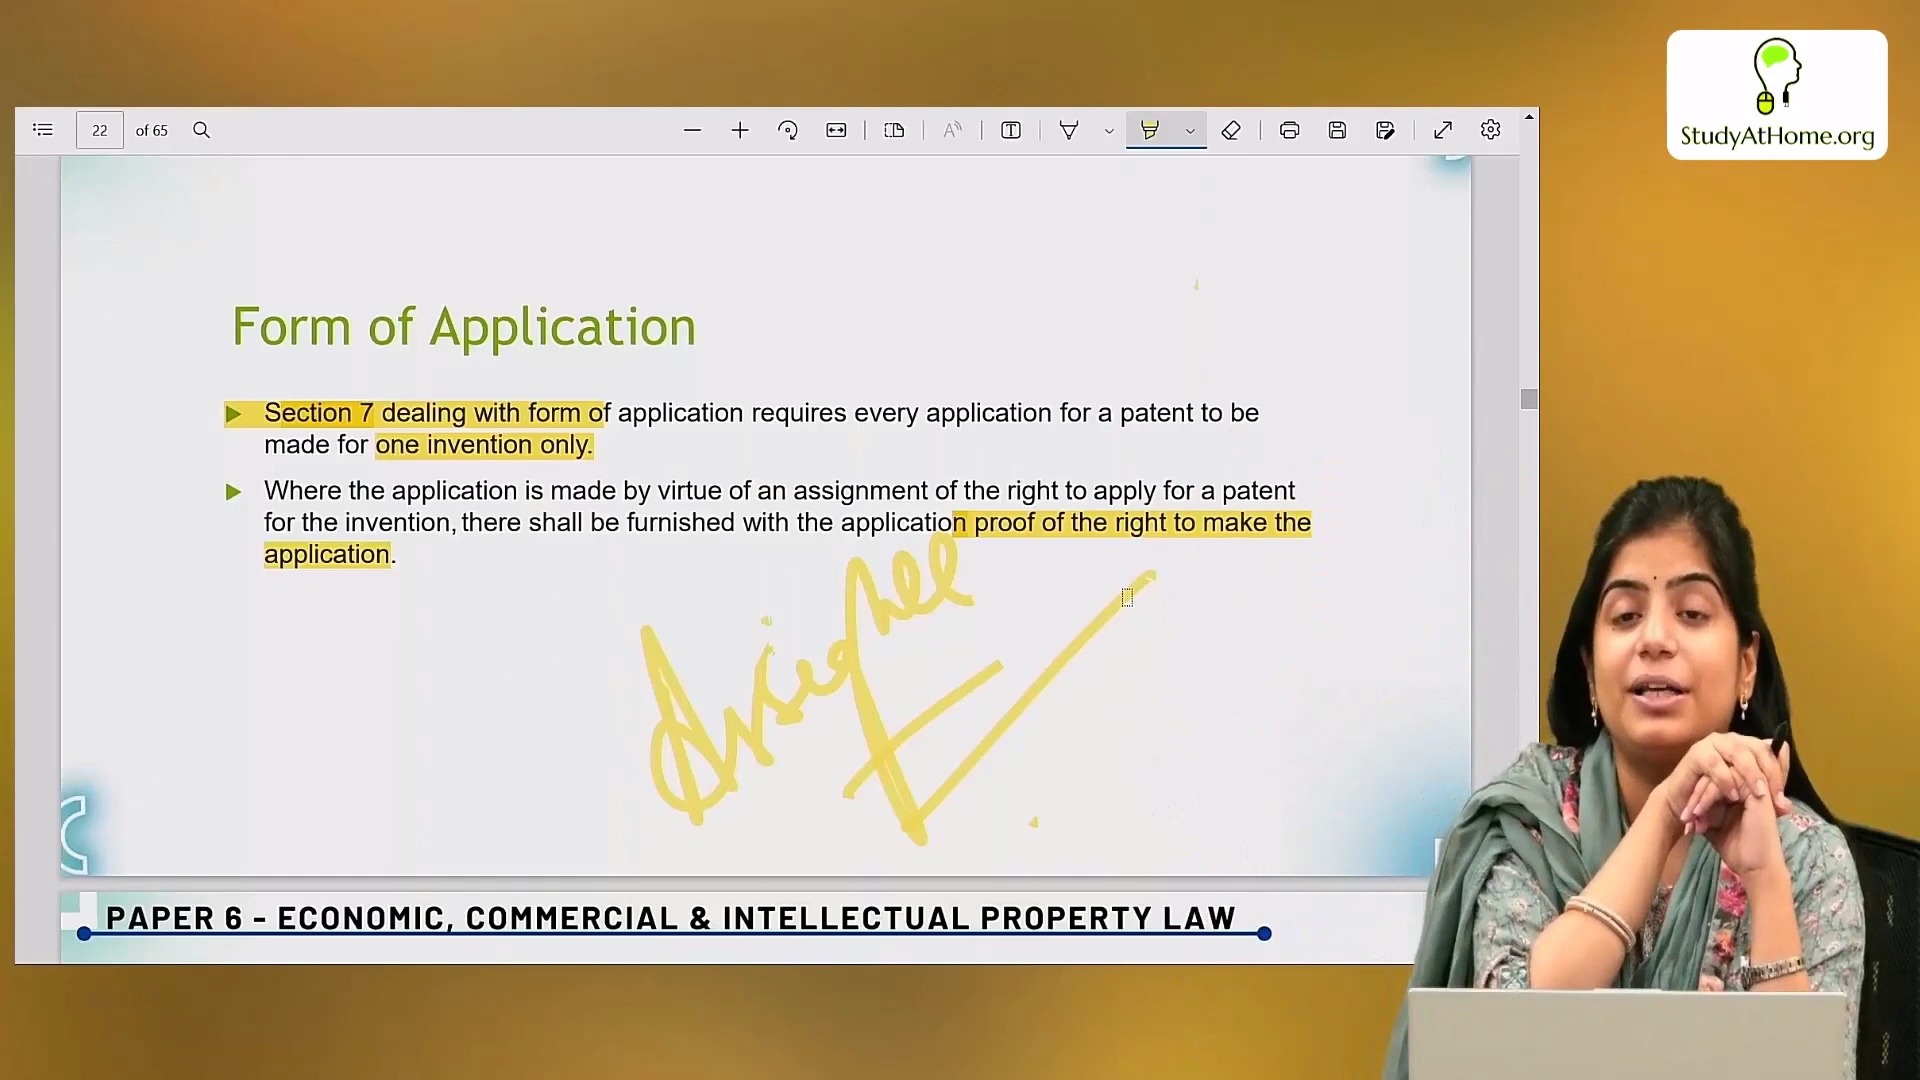 StudyAtHome.org
22 of 65
Form of Application
Section 7 dealing with form of application requires every application for a patent to be
made for one invention only.
Where the application is made by virtue of an assignment of the right to apply for a patent
for the invention, there shall be furnished with the application proof of the right to make the
application.
Assignee
PAPER 6 - ECONOMIC, COMMERCIAL & INTELLECTUAL PROPERTY LAW